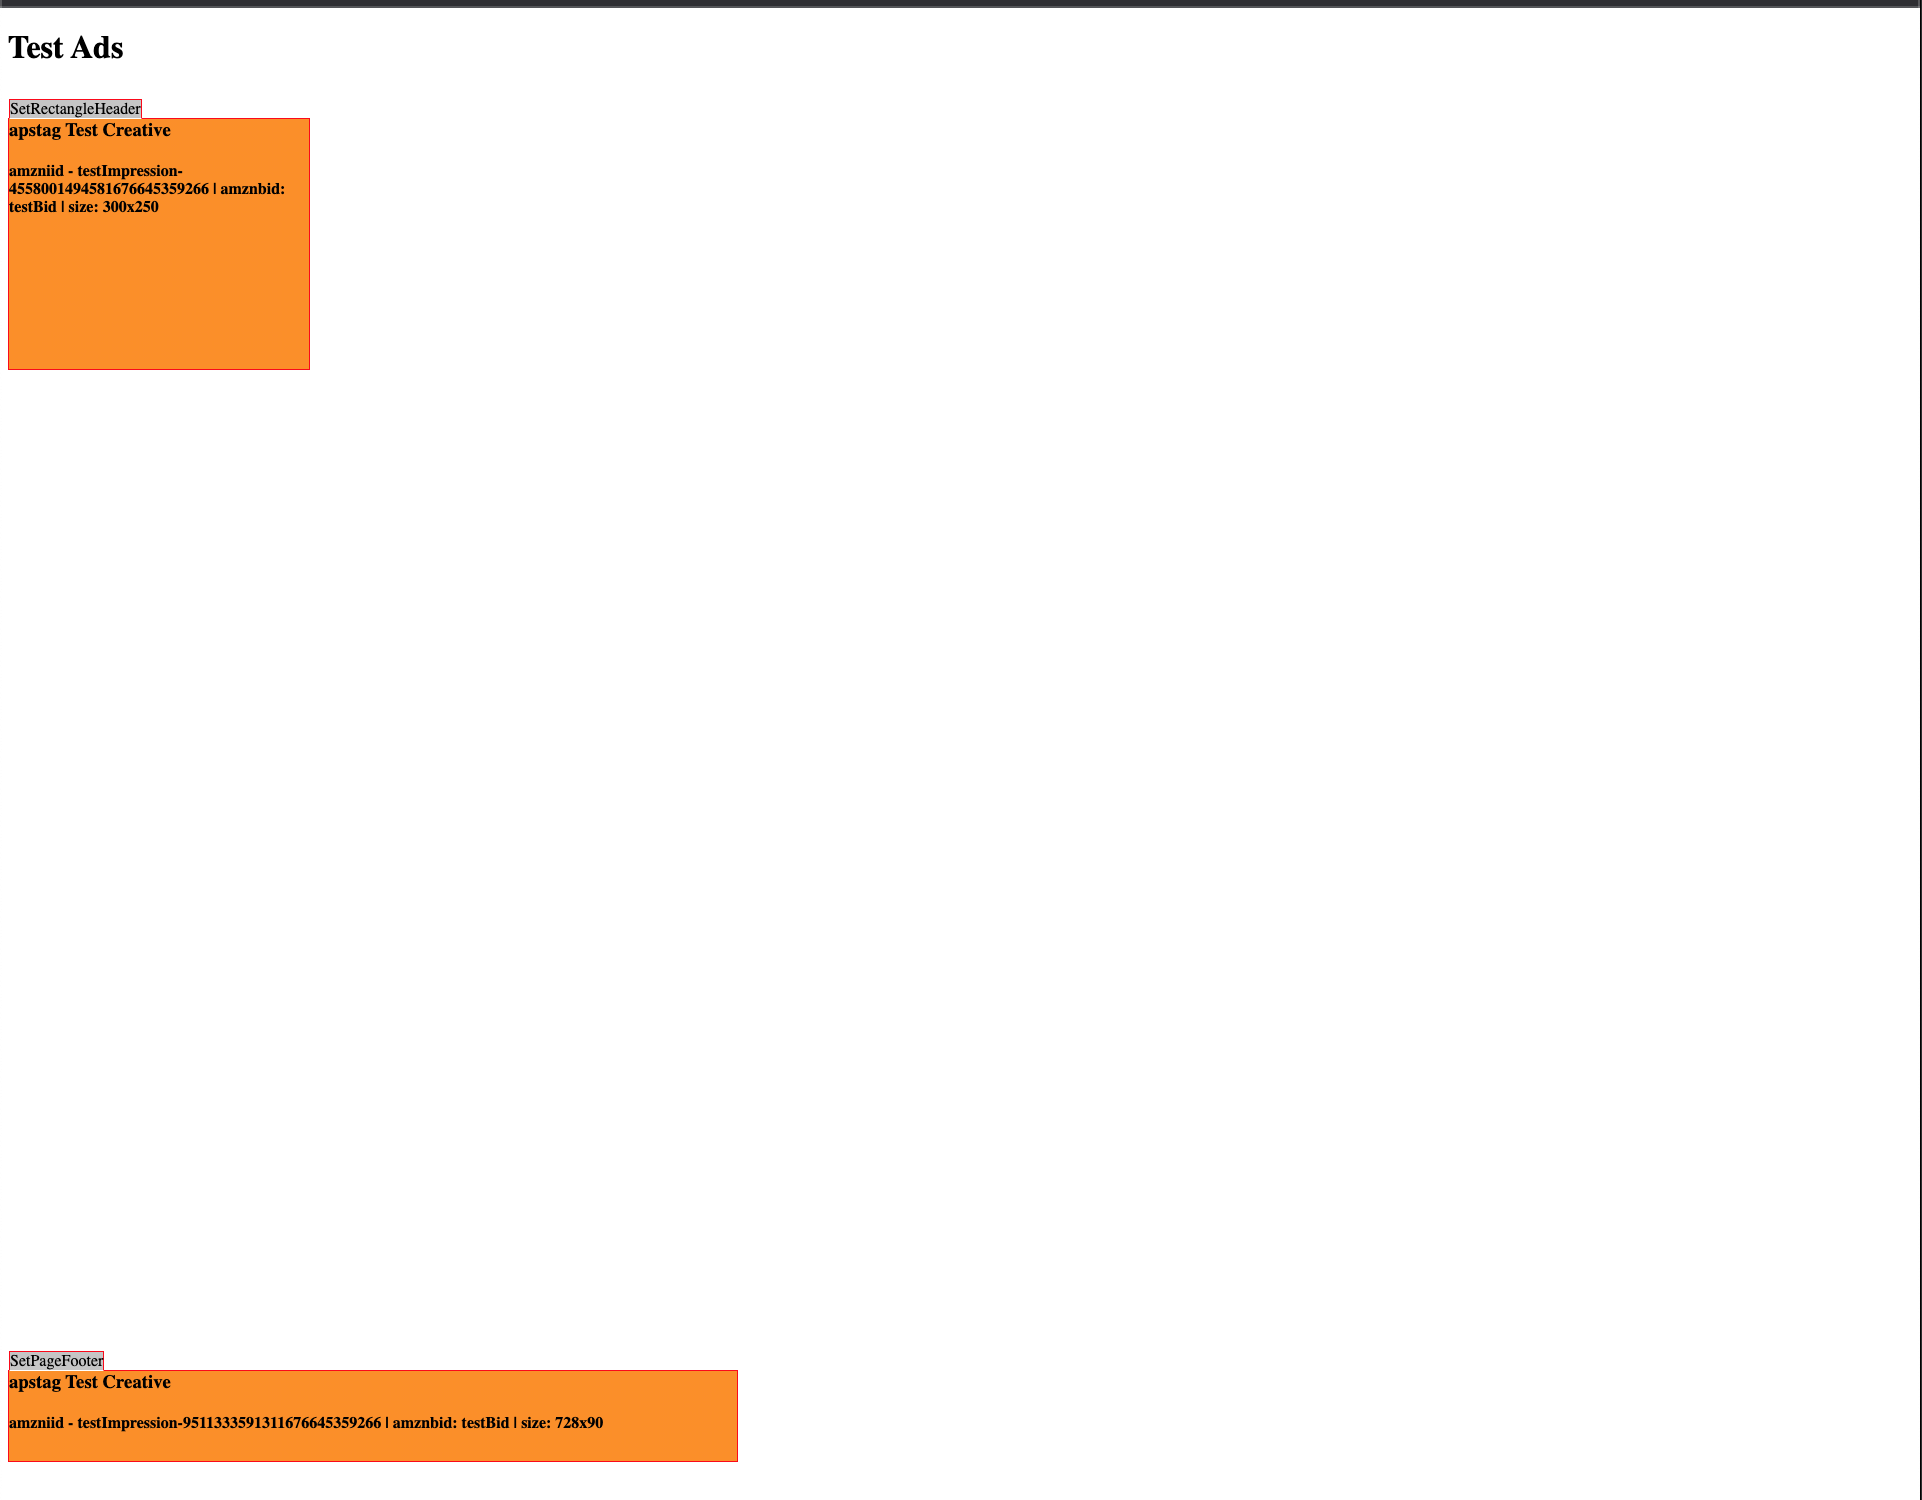 Test Ads
SetRectangleHeader
apstag Test Creative
amzniid - testImpression-
4558001494581676645359266 | amznbid:
testBid | size: 300x250
SetPageFooter
apstag Test Creative
amzniid - testImpression-9511333591311676645359266 | amznbid: testBid | size: 728x90